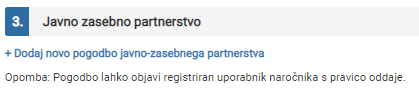 3. Javno zasebno partnerstvo
+ Dodaj novo pogodbo javno-zasebnega partnerstva
Opomba: Pogodbo lahko objavi registriran uporabnik naročnika s pravico oddaje.